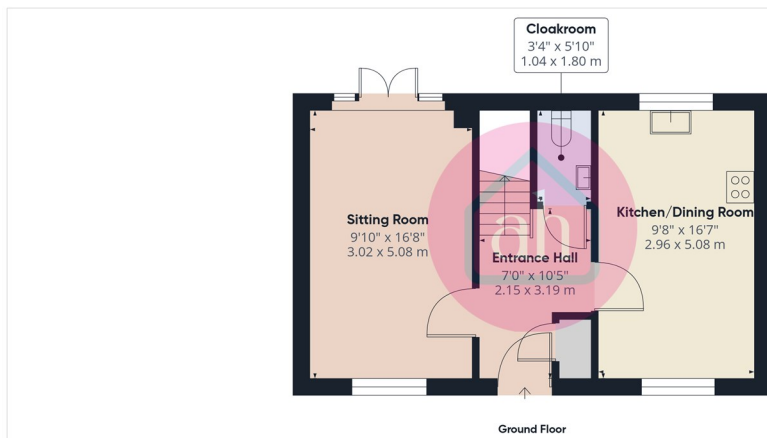 Cloakroom
3'4" x 5'10"
1.04 x 1.80 m
Sitting Room
9'10" x 16'8"
3.02 x 5.08 m
Kitchen/Dining Room
9'8" x 16'7"
2.96 x 5.08 m
ah
Entrance Hall
7'0" x 10'5"
2.15 x 3.19 m
Ground Floor